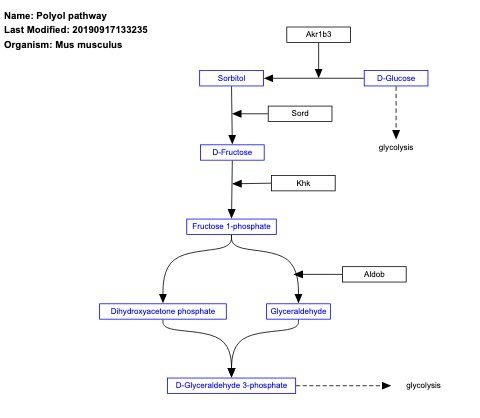 Name: Polyol pathway
Last Modified: 20190917133235
Organism: Mus musculus
Akr1b3
Sorbitol
D-Glucose
Sord
glycolysis
D-Fructose
Khk
Fructose 1-phosphate
Aldob
Dihydroxyacetone phosphate
Glyceraldehyde
D-Glyceraldehyde 3-phosphate
glycolysis